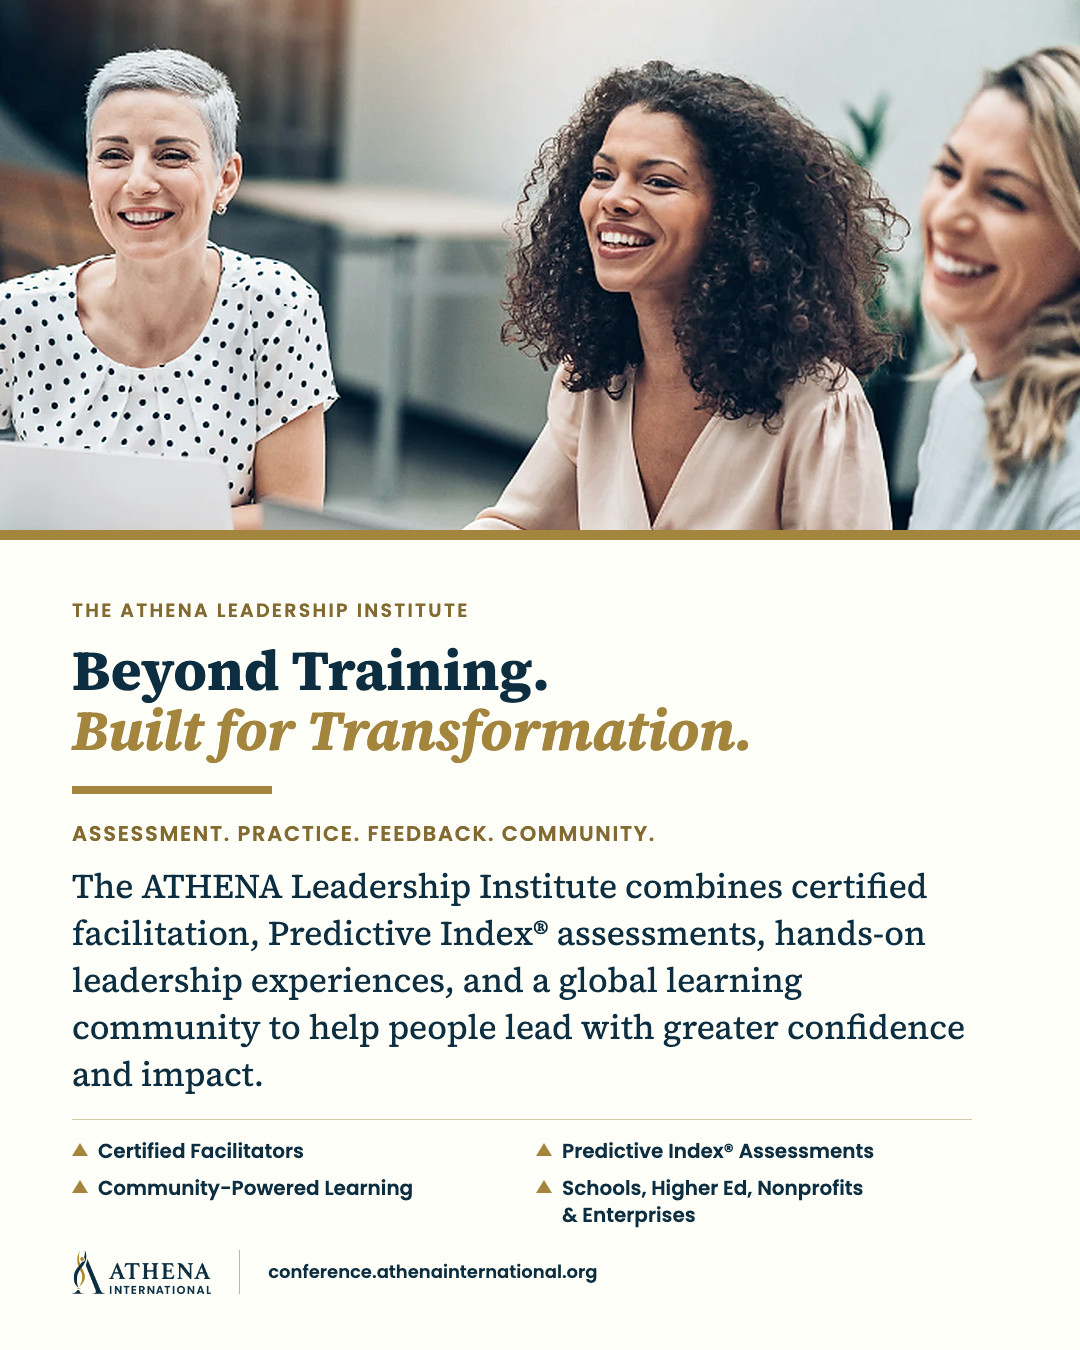 THE ATHENA LEADERSHIP INSTITUTE
Beyond Training.
Built for Transformation.
ASSESSMENT. PRACTICE. FEEDBACK. COMMUNITY.
The ATHENA Leadership Institute combines certified
facilitation, Predictive Index® assessments, hands-on
leadership experiences, and a global learning
community to help people lead with greater confidence
and impact.
Certified Facilitators
Predictive Index® Assessments
Community-Powered Learning
Schools, Higher Ed, Nonprofits
& Enterprises
ATHENA
INTERNATIONAL
conference.athenainternational.org